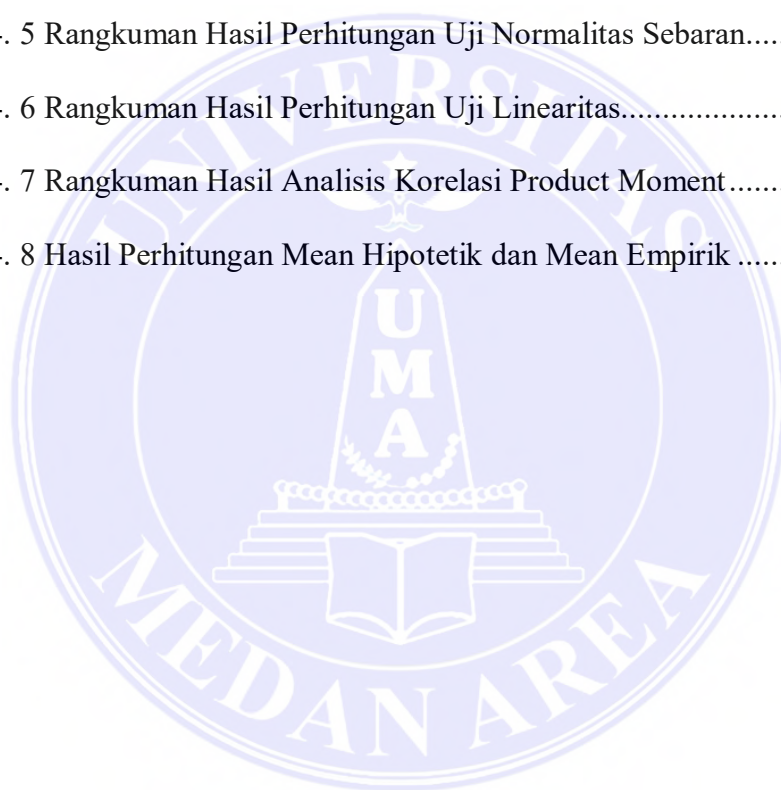 . 5 Rangkuman Hasil Perhitungan Uji Normalitas Sebaran....
. 6 Rangkuman Hasil Perhitungan Uji Linearitas...................
. 7 Rangkuman Hasil Analisis Korelasi Product Moment.......
. 8 Hasil Perhitungan Mean Hipotetik dan Mean Empirik .....
UNIVERSITAS
U
M
A
MEDAN AREA